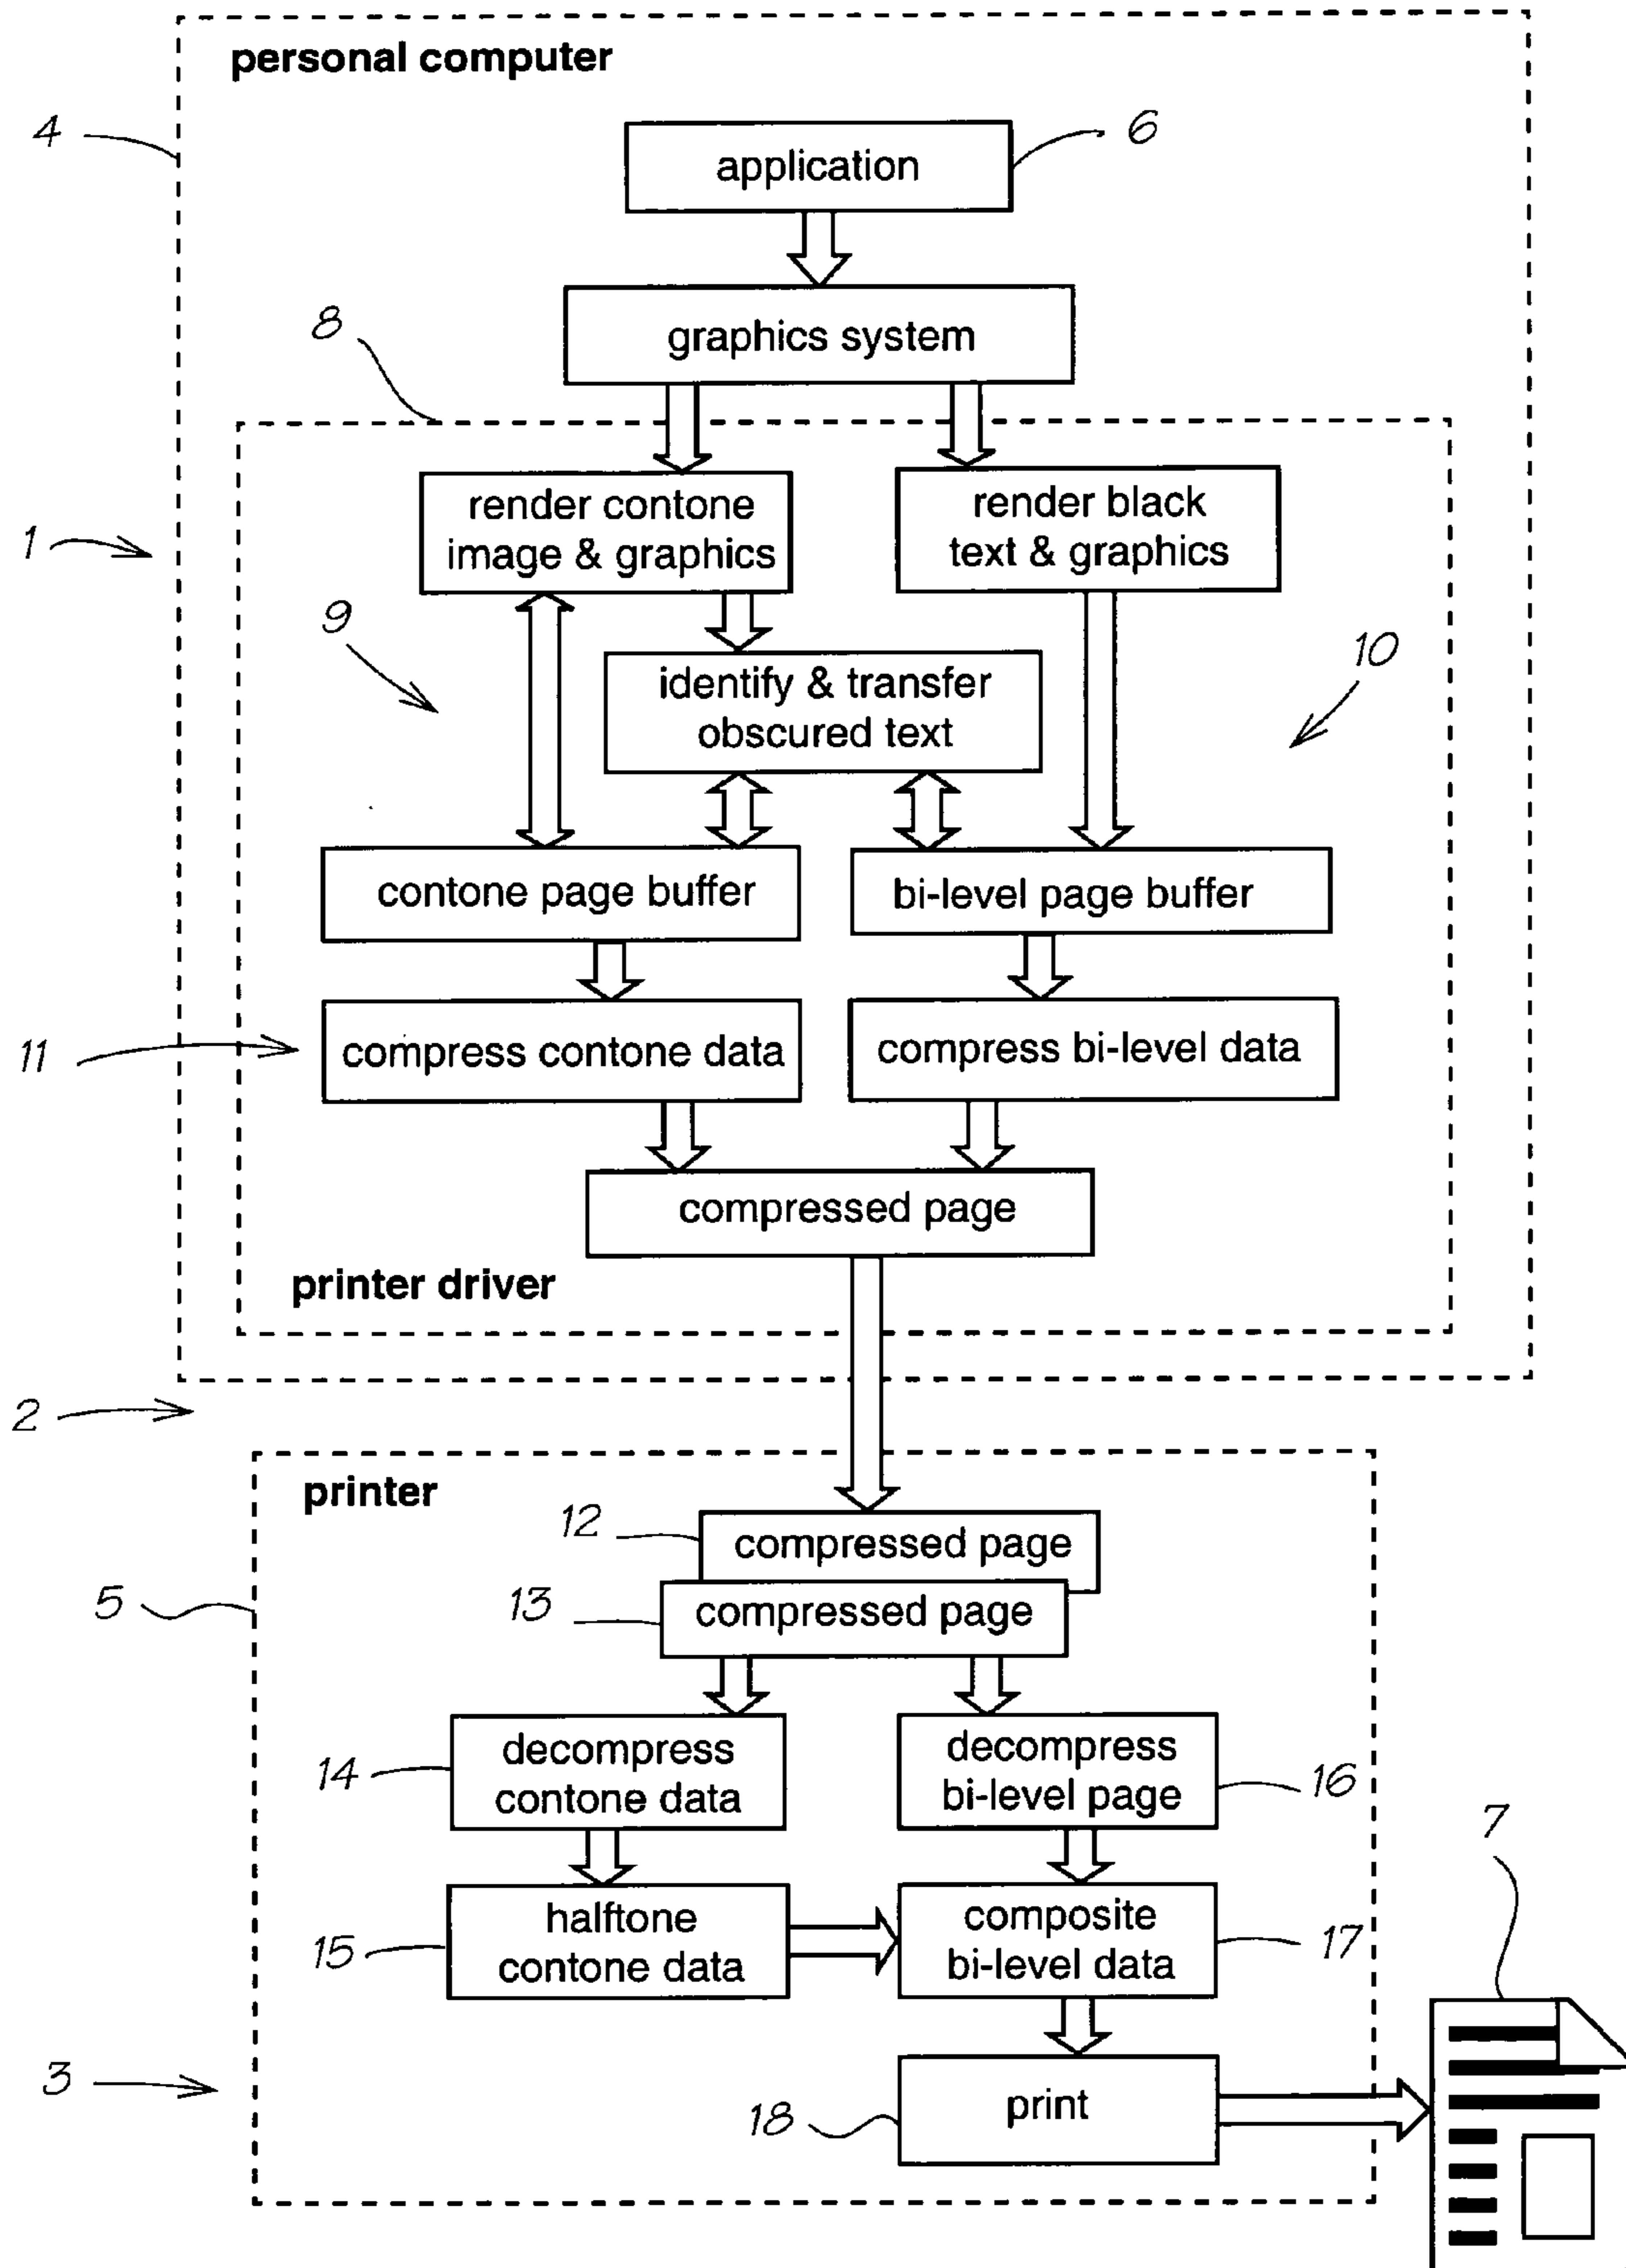 personal computer
4
6
application
graphics system
8
render contone
image & graphics
render black
text & graphics
1
9
10
identify & transfer
obscured text
contone page buffer
bi-level page buffer
11
compress contone data
compress bi-level data
compressed page
printer driver
2
printer
12
compressed page
5
13
compressed page
14
decompress
contone data
decompress
bi-level page
16
7
15
halftone
contone data
composite
bi-level data
17
3
18
print